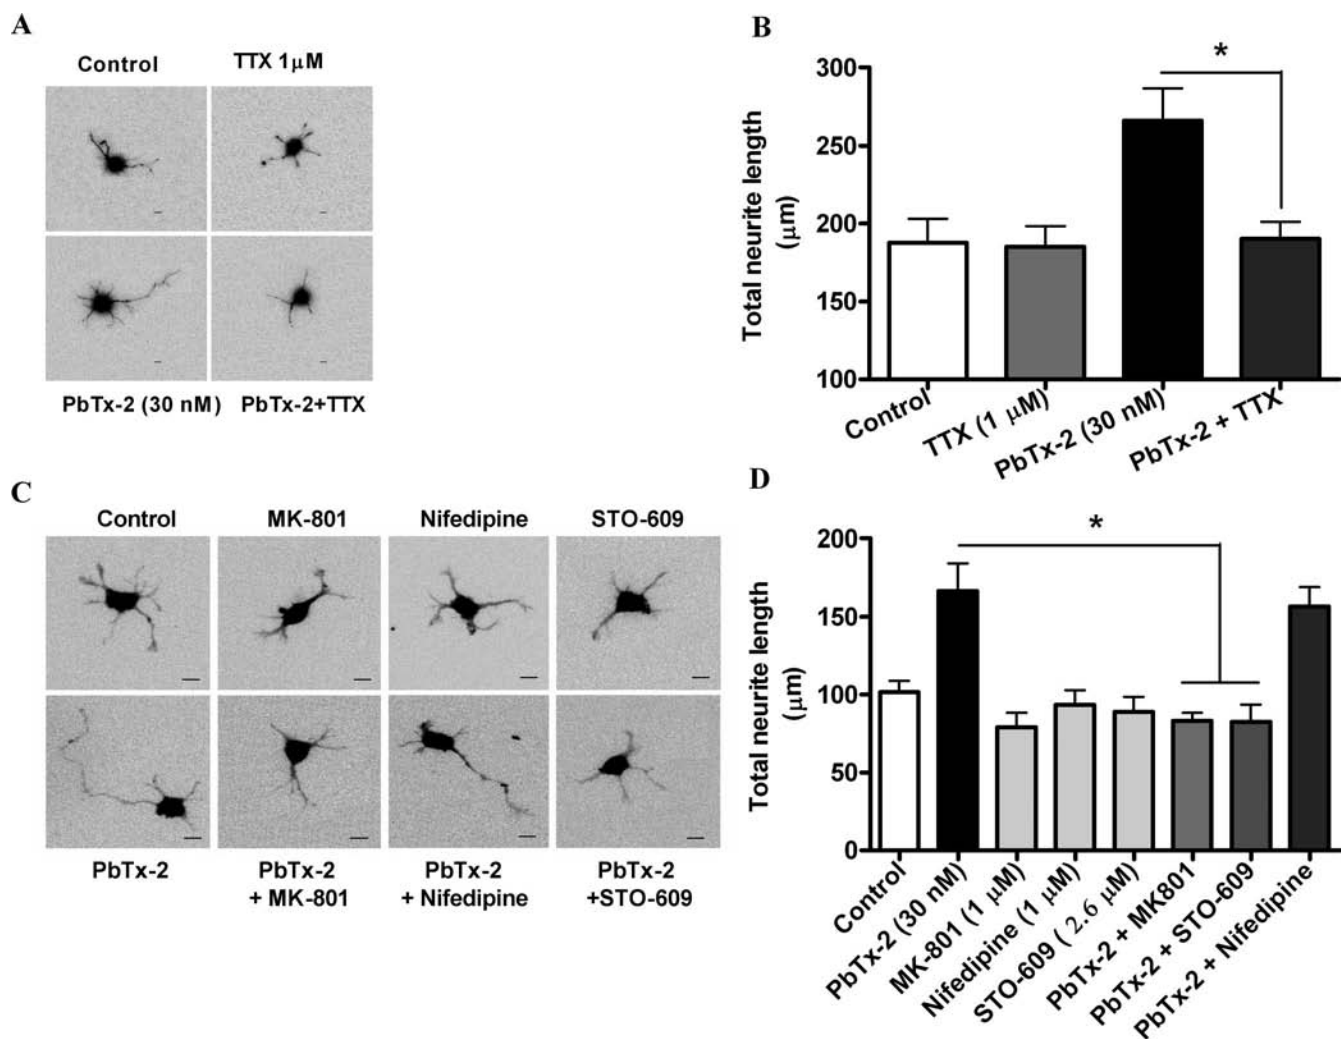 A
Control TTX 1μM
PbTx-2 (30 nM) PbTx-2+TTX
B
*
300
250
200
150
100
Total neurite length
(μm)
Control
TTX (1 μM)
PbTx-2 (30 nM)
PbTx-2 + TTX
C
Control MK-801 Nifedipine STO-609
PbTx-2 PbTx-2 PbTx-2 PbTx-2
+ MK-801 + Nifedipine +STO-609
D
*
200
150
100
50
0
Total neurite length
(μm)
Control
PbTx-2 (30 nM)
MK-801 (1 μM)
Nifedipine (1 μM)
STO-609 ( 2.6 μM)
PbTx-2 + MK801
PbTx-2 + STO-609
PbTx-2 + Nifedipine